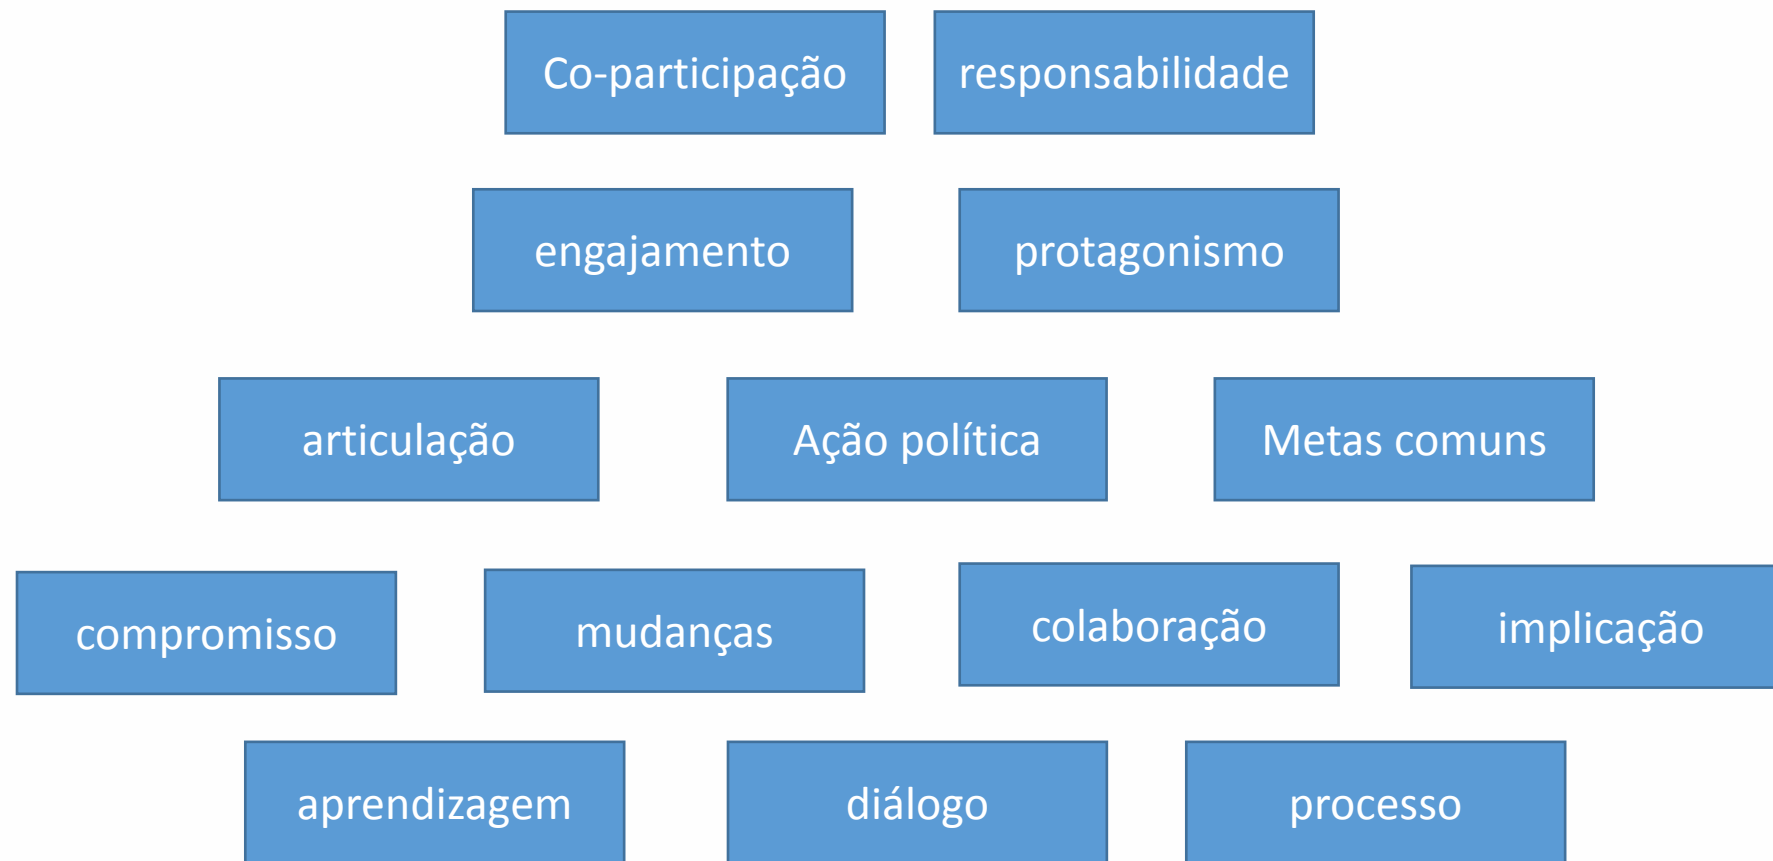 Co-participação
responsabilidade
engajamento
protagonismo
articulação
Ação política
Metas comuns
compromisso
mudanças
colaboração
implicação
aprendizagem
diálogo
processo